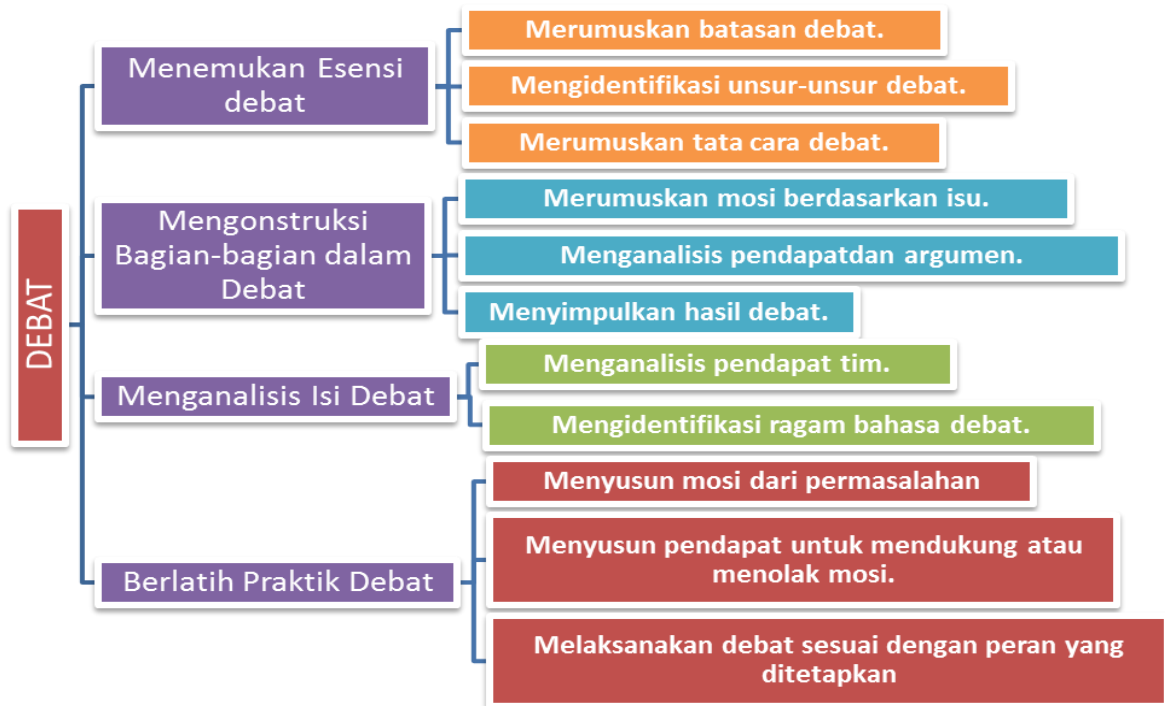 DEBAT
Menemukan Esensi
debat
Merumuskan batasan debat.
Mengidentifikasi unsur-unsur debat.
Merumuskan tata cara debat.
Mengonstruksi
Bagian-bagian dalam
Debat
Merumuskan mosi berdasarkan isu.
Menganalisis pendapatdan argumen.
Menyimpulkan hasil debat.
Menganalisis Isi Debat
Menganalisis pendapat tim.
Mengidentifikasi ragam bahasa debat.
Berlatih Praktik Debat
Menyusun mosi dari permasalahan
Menyusun pendapat untuk mendukung atau
menolak mosi.
Melaksanakan debat sesuai dengan peran yang
ditetapkan